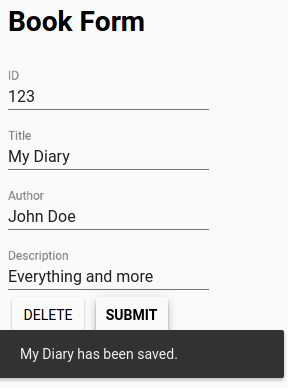 Book Form
ID
123
Title
My Diary
Author
John Doe
Description
Everything and more
DELETE SUBMIT
My Diary has been saved.